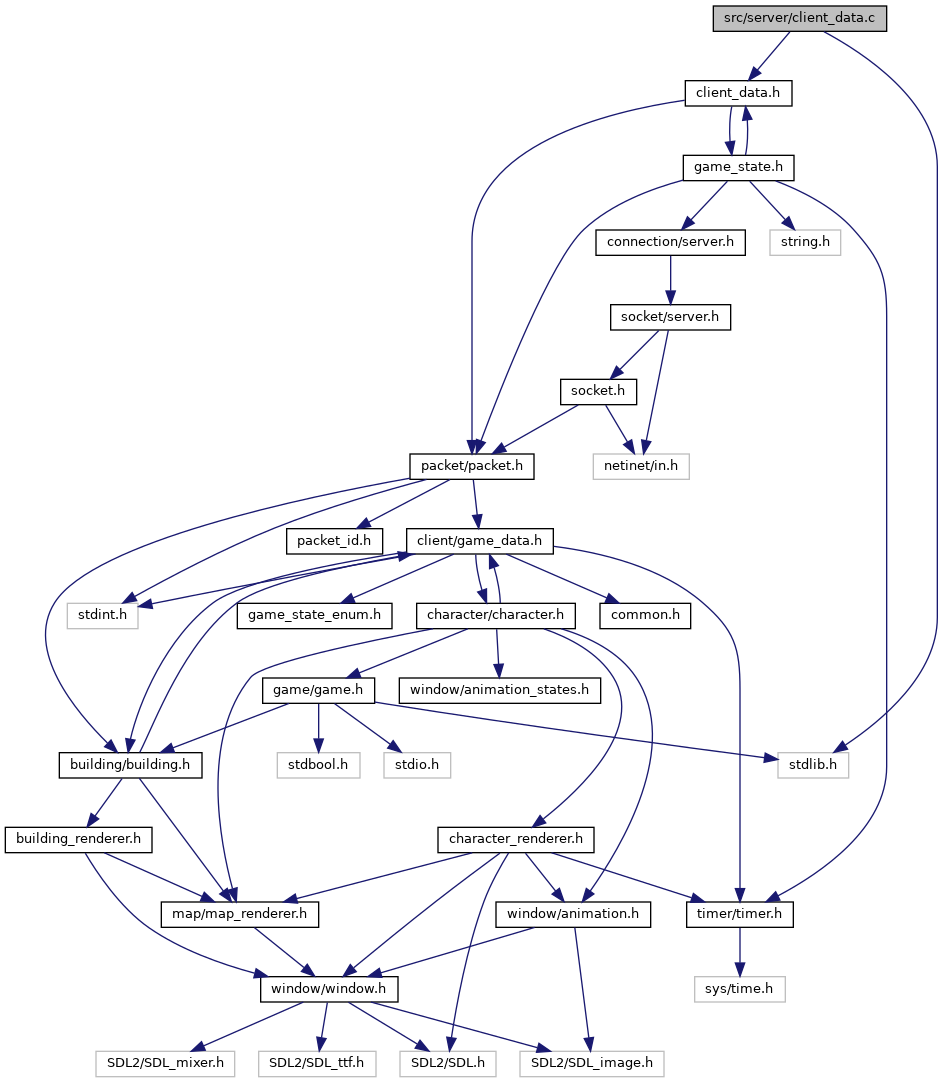 src/server/client_data.c
client_data.h
game_state.h
connection/server.h
string.h
socket/server.h
socket.h
packet/packet.h
netinet/in.h
packet_id.h
client/game_data.h
stdint.h
game_state_enum.h
character/character.h
common.h
game/game.h
window/animation_states.h
building/building.h
stdbool.h
stdio.h
stdlib.h
building_renderer.h
character_renderer.h
map/map_renderer.h
window/animation.h
timer/timer.h
window/window.h
sys/time.h
SDL2/SDL_mixer.h
SDL2/SDL_ttf.h
SDL2/SDL.h
SDL2/SDL_image.h